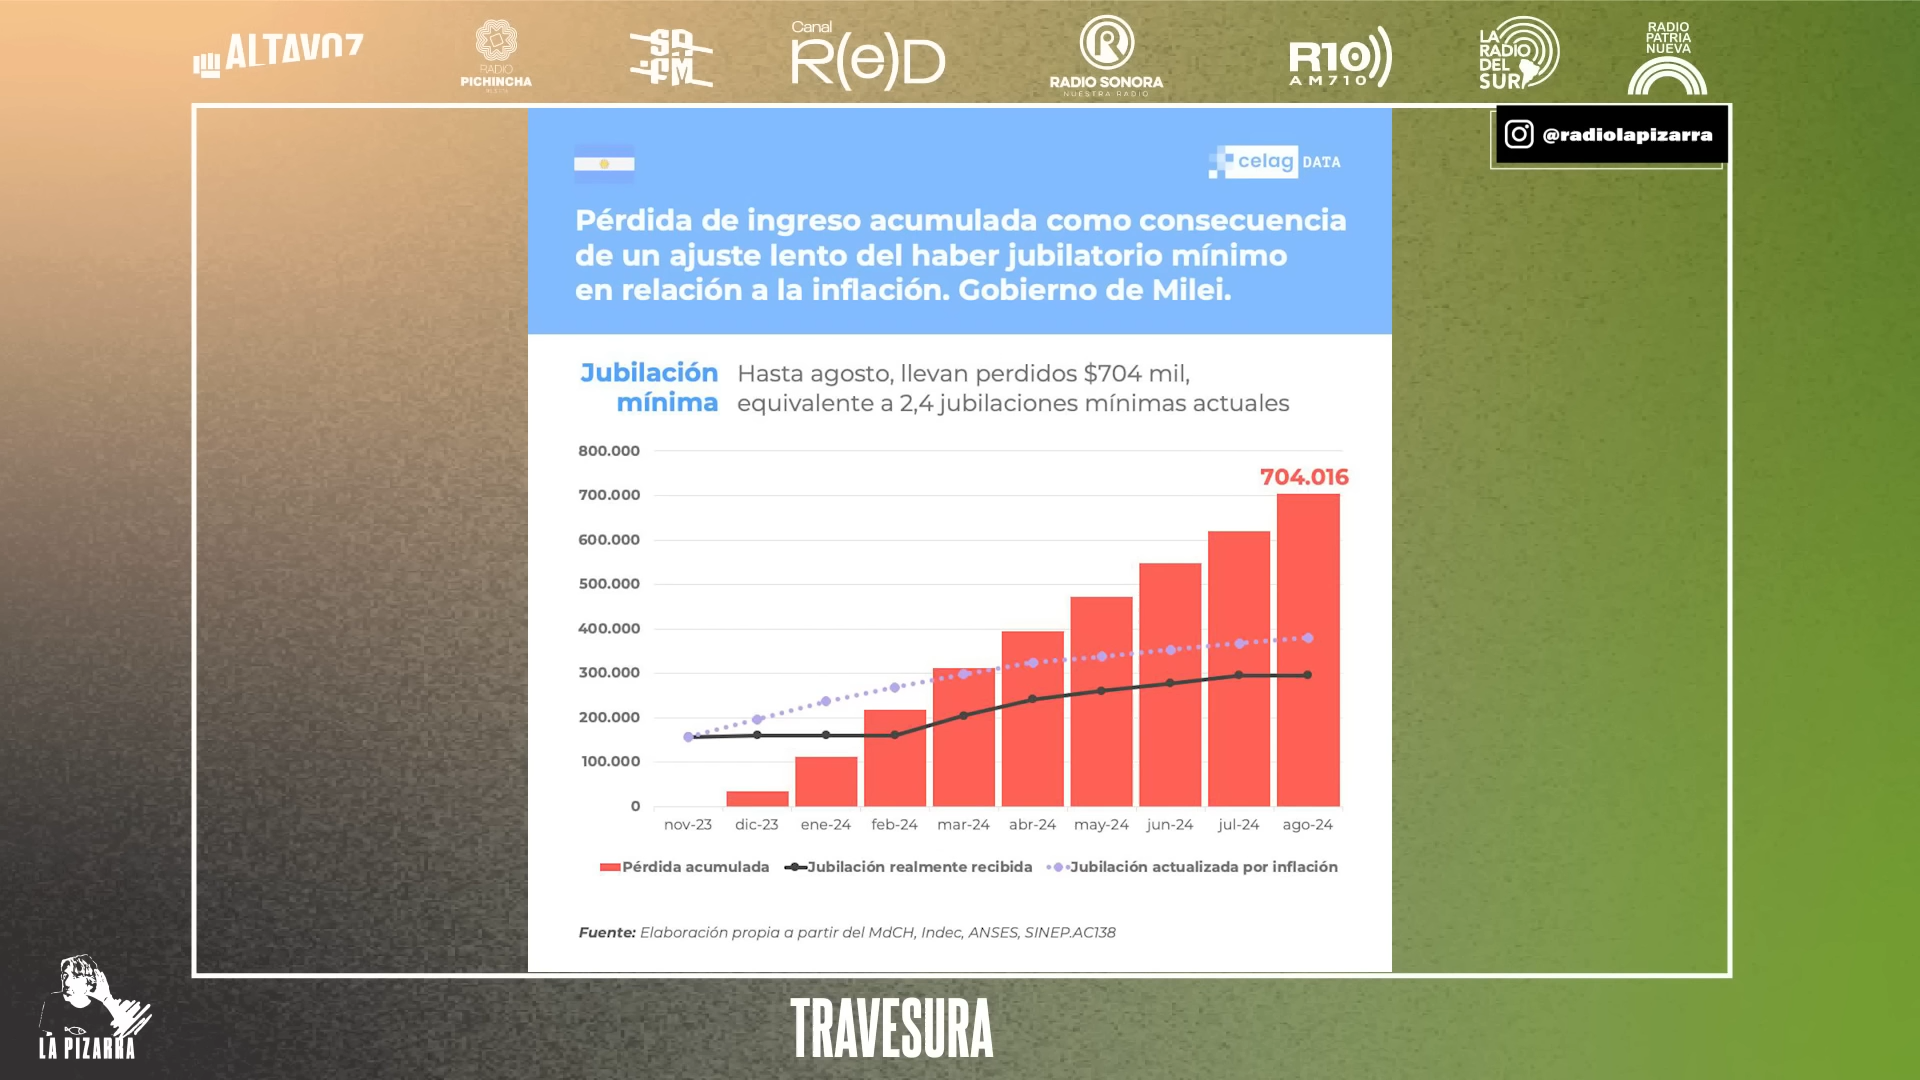 ALTAVOZ
RADIO
PICHINCHA
SA
FM
Canal
R(e)D
RADIO SONORA
NUESTRA RADIO
R10
AM710
LA
RADIO
DEL
SUR
RADIO
PATRIA
NUEVA
@radiolapizarra
celag DATA
Pérdida de ingreso acumulada como consecuencia
de un ajuste lento del haber jubilatorio mínimo
en relación a la inflación. Gobierno de Milei.
Jubilación
mínima
Hasta agosto, llevan perdidos $704 mil,
equivalente a 2,4 jubilaciones mínimas actuales
800.000
704.016
700.000
600.000
500.000
400.000
300.000
200.000
100.000
0
nov-23 dic-23 ene-24 feb-24 mar-24 abr-24 may-24 jun-24 jul-24 ago-24
Pérdida acumulada Jubilación realmente recibida Jubilación actualizada por inflación
Fuente: Elaboración propia a partir del MdCH, Indec, ANSES, SINEP.AC138
LA PIZARRA
TRAVESURA